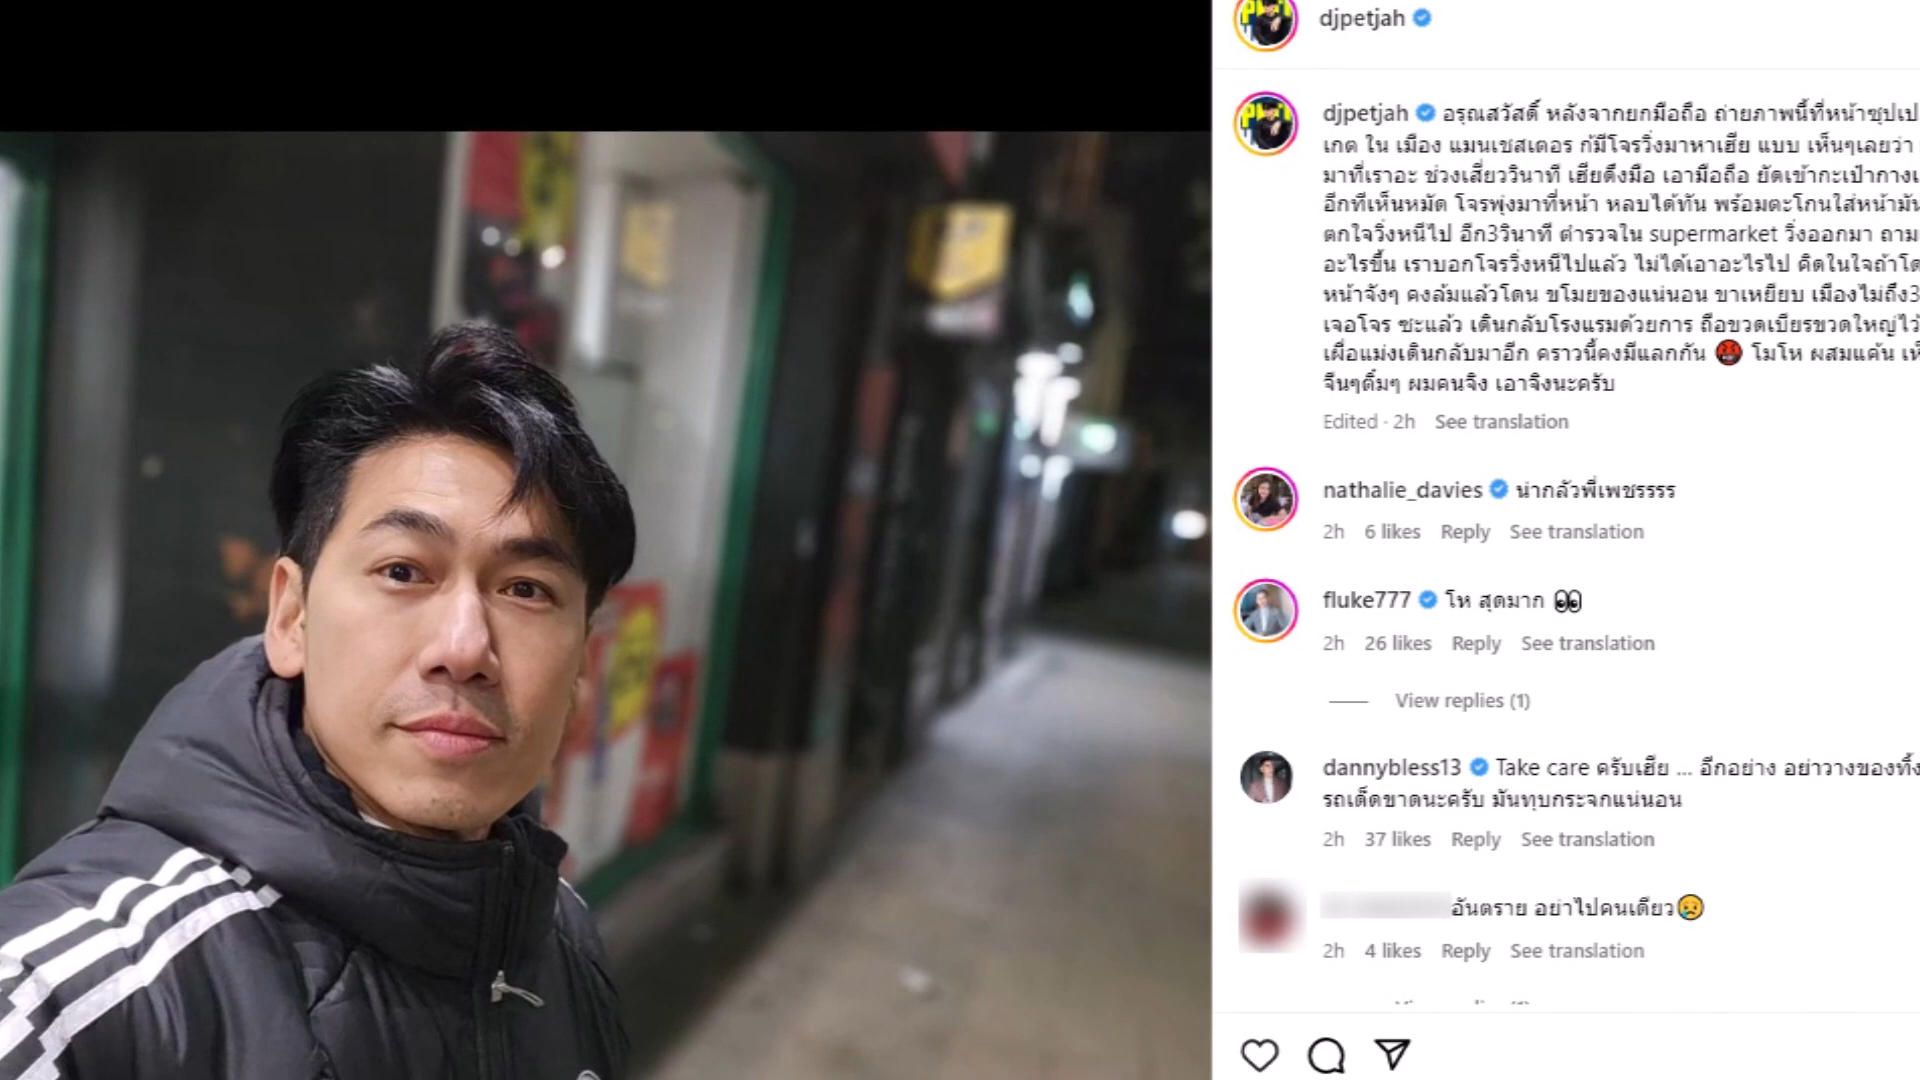 djpetjah
djpetjah อรุณสวัสดิ์ หลังจากยกมือถือ ถ่ายภาพนี้ที่หน้าซุปเป
เกต ใน เมือง แมนเชสเตอร ก้มีโจรวิ่งมาหาเฮีย แบบ เห็นๆเลยว่า
มาที่เราอะ ช่วงเสี่ยววินาที เฮียดึงมือ เอามือถือ ยัดเข้ากะเป๋ากางเ
อีกทีเห็นหมัด โจรพุ่งมาที่หน้า หลบได้ทัน พร้อมตะโกนใส่หน้ามัน
ตกใจวิ่งหนีไป อีก3วินาที ตำรวจใน supermarket วิ่งออกมา ถาม
อะไรขึ้น เราบอกโจรวิ่งหนีไปแล้ว ไม่ได้เอาอะไรไป คิดในใจถ้าโด
หน้าจังๆ คงล้มแล้วโดน ขโมยของแน่นอน ขาเหยียบ เมืองไม่ถึง3
เจอโจร ซะแล้ว เดินกลับโรงแรมด้วยการ ถือขวดเบียรขวดใหญ่ไว้
เผื่อแม่งเดินกลับมาอีก คราวนี้คงมีแลกกัน 🤬 โมโห ผสมแค้น
จีนๆติ๋มๆ ผมคนจิง เอาจิงนะครับ
Edited · 2h See translation
nathalie_davies น่ากลัวพี่เพชรรรร
2h 6 likes Reply See translation
fluke777 โห สุดมาก 👀
2h 26 likes Reply See translation
View replies (1)
dannybless13 Take care ครับเฮีย ... อีกอย่าง อย่าวางของทิ้ง
รถเด็ดขาดนะครับ มันทุบกระจกแน่นอน
2h 37 likes Reply See translation
อันตราย อย่าไปคนเดียว😥
2h 4 likes Reply See translation